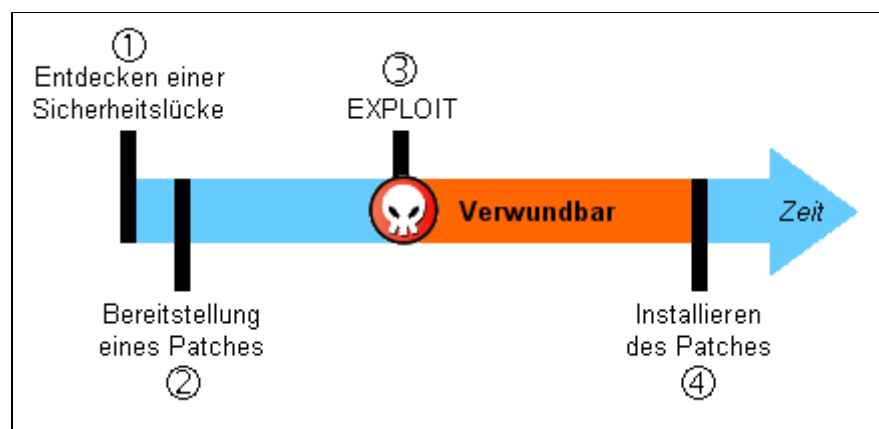 ①
Entdecken einer
Sicherheitslücke
③
EXPLOIT
Verwundbar
Zeit
Bereitstellung
eines Patches
②
Installieren
des Patches
④